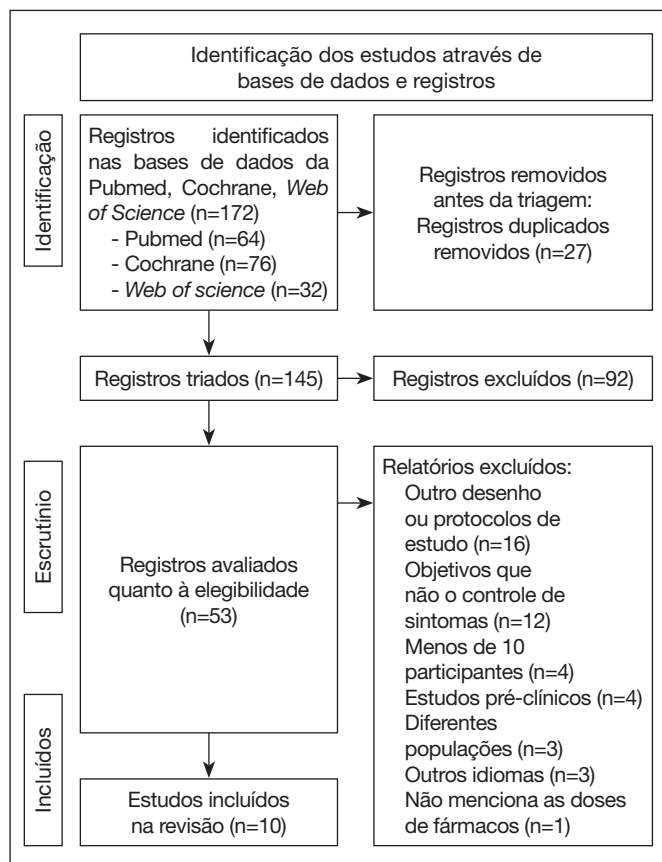 Identificação dos estudos através de
bases de dados e registros
Identificação
Registros identificados
nas bases de dados da
Pubmed, Cochrane, Web
of Science (n=172)
- Pubmed (n=64)
- Cochrane (n=76)
- Web of science (n=32)
Registros removidos
antes da triagem:
Registros duplicados
removidos (n=27)
Registros triados (n=145)
Registros excluídos (n=92)
Escrutínio
Registros avaliados
quanto à elegibilidade
(n=53)
Relatórios excluídos:
Outro desenho
ou protocolos de
estudo (n=16)
Objetivos que
não o controle de
sintomas (n=12)
Menos de 10
participantes (n=4)
Estudos pré-clínicos (n=4)
Diferentes
populações (n=3)
Outros idiomas (n=3)
Não menciona as doses
de fármacos (n=1)
Incluídos
Estudos incluídos
na revisão (n=10)